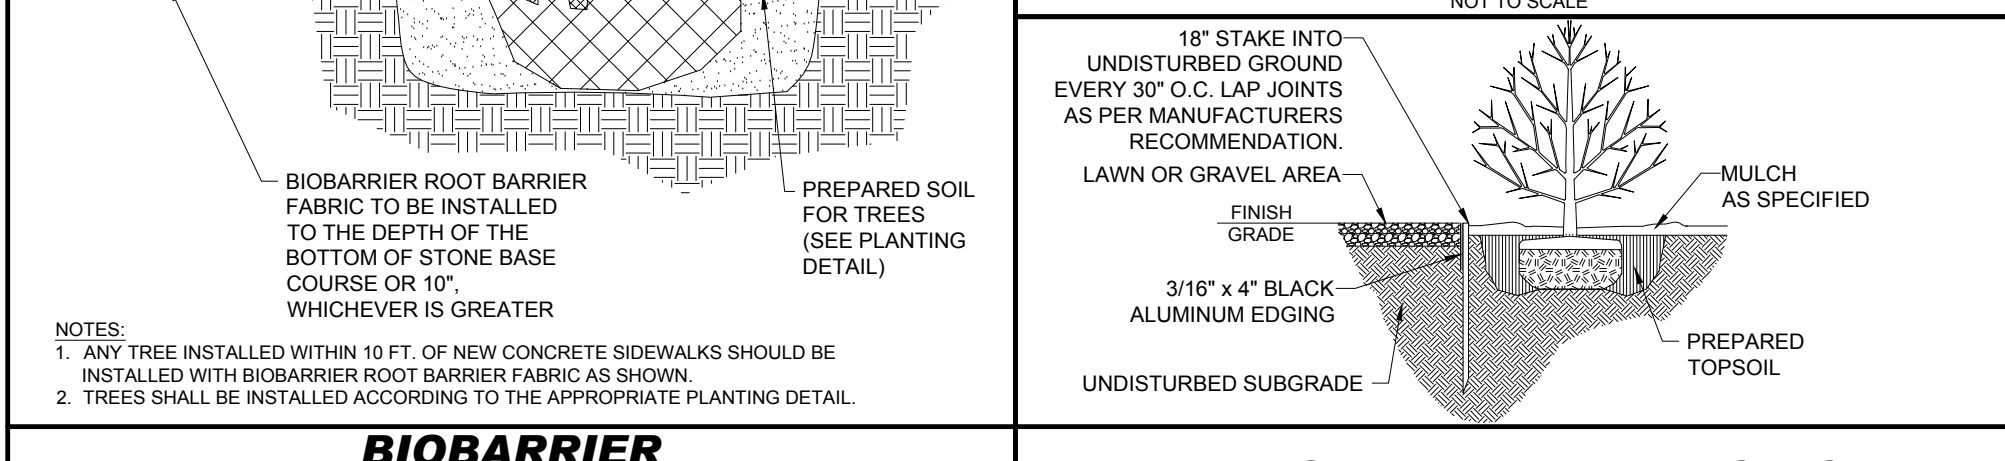 BIOBARRIER ROOT BARRIER
FABRIC TO BE INSTALLED
TO THE DEPTH OF THE
BOTTOM OF STONE BASE
COURSE OR 10",
WHICHEVER IS GREATER
PREPARED SOIL
FOR TREES
(SEE PLANTING
DETAIL)
NOTES:
1. ANY TREE INSTALLED WITHIN 10 FT. OF NEW CONCRETE SIDEWALKS SHOULD BE
INSTALLED WITH BIOBARRIER ROOT BARRIER FABRIC AS SHOWN.
2. TREES SHALL BE INSTALLED ACCORDING TO THE APPROPRIATE PLANTING DETAIL.
BIOBARRIER
NOT TO SCALE
18" STAKE INTO
UNDISTURBED GROUND
EVERY 30" O.C. LAP JOINTS
AS PER MANUFACTURERS
RECOMMENDATION.
LAWN OR GRAVEL AREA
FINISH
GRADE
3/16" x 4" BLACK
ALUMINUM EDGING
UNDISTURBED SUBGRADE
MULCH
AS SPECIFIED
PREPARED
TOPSOIL